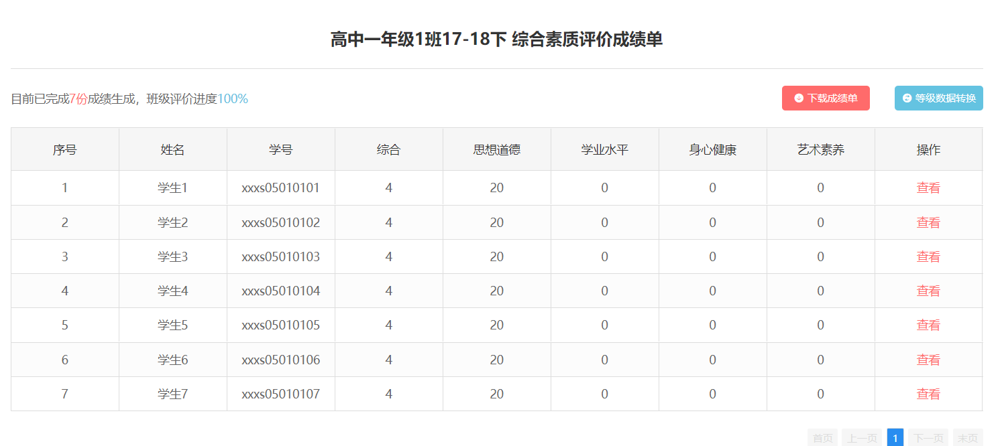 高中一年级1班17-18下 综合素质评价成绩单
目前已完成7份成绩生成，班级评价进度100%
下载成绩单 等级数据转换
序号 姓名 学号 综合 思想道德 学业水平 身心健康 艺术素养 操作
1 学生1 xxxs05010101 4 20 0 0 0 查看
2 学生2 xxxs05010102 4 20 0 0 0 查看
3 学生3 xxxs05010103 4 20 0 0 0 查看
4 学生4 xxxs05010104 4 20 0 0 0 查看
5 学生5 xxxs05010105 4 20 0 0 0 查看
6 学生6 xxxs05010106 4 20 0 0 0 查看
7 学生7 xxxs05010107 4 20 0 0 0 查看
首页 上一页 1 下一页 末页